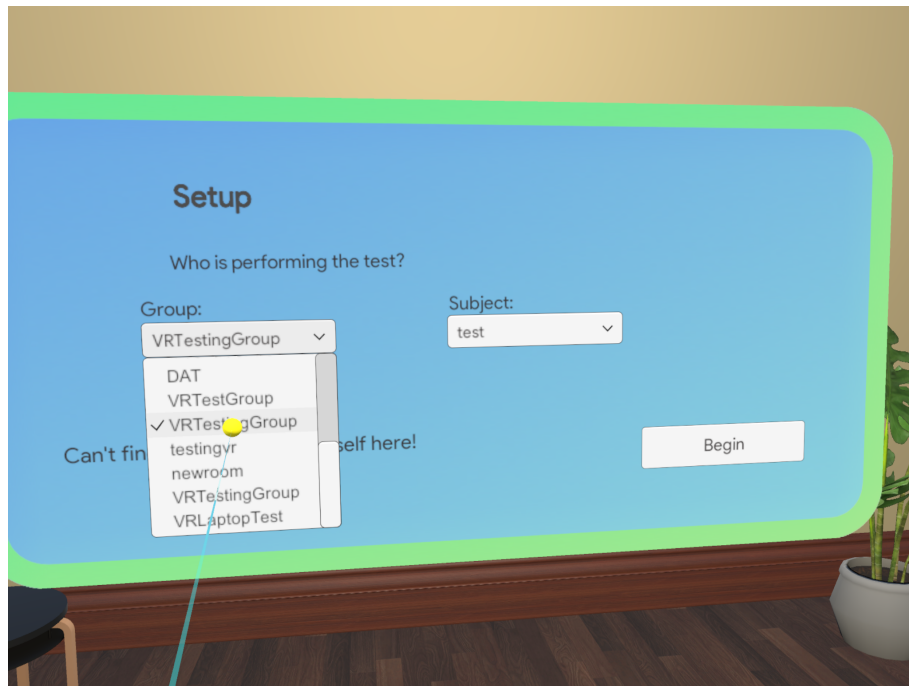 Setup
Who is performing the test?
Group:
Subject:
VRTestingGroup
test
DAT
VRTestGroup
VRTestingGroup
testingvr
newroom
VRTestingGroup
VRLaptopTest
Can't self here!
Begin